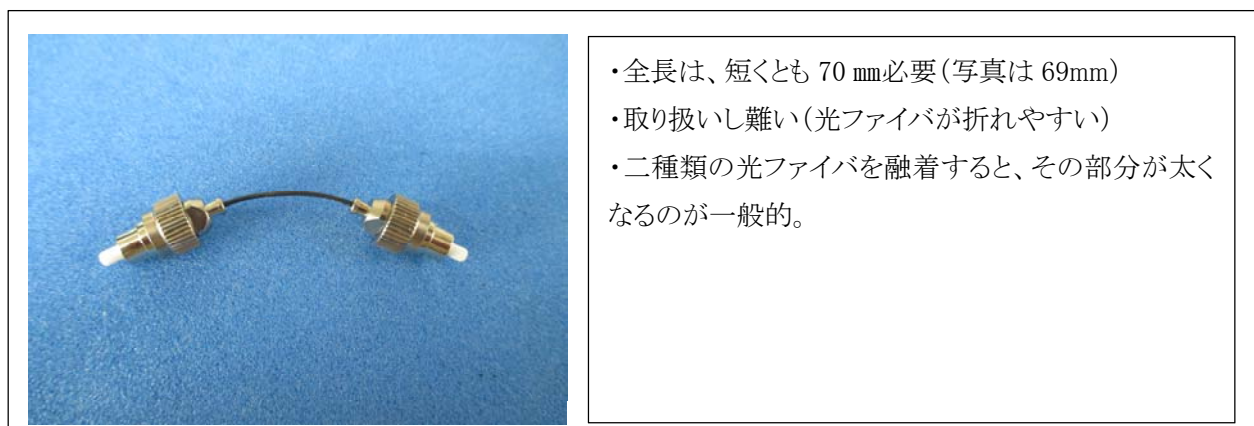 ・全長は、短くとも 70 ㎜必要(写真は 69mm)
・取り扱いし難い(光ファイバが折れやすい)
・二種類の光ファイバを融着すると、その部分が太く
なるのが一般的。